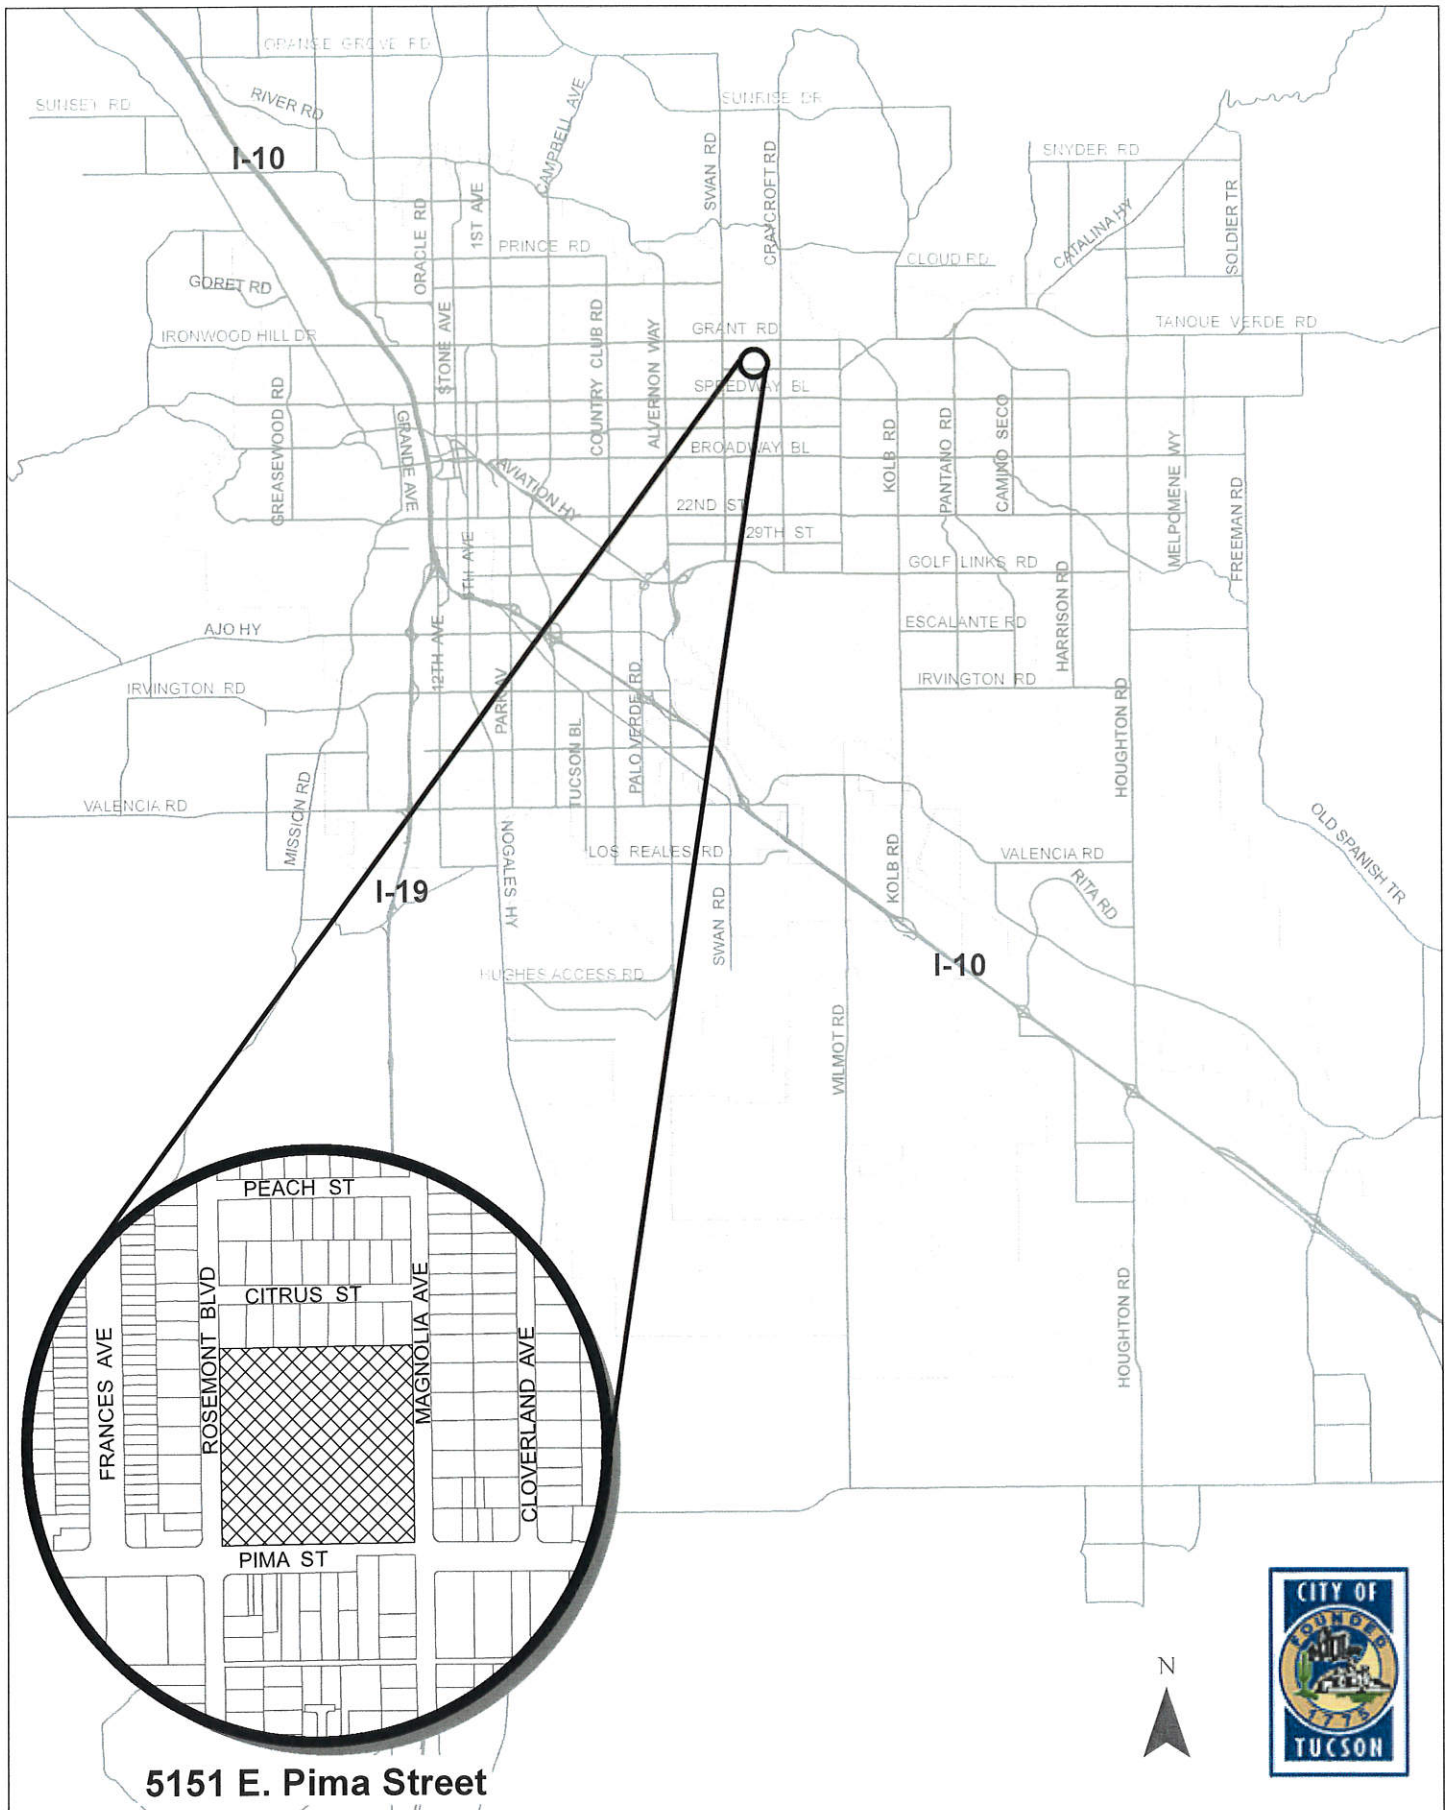 ORANGE GROVE RD
SUNSET RD
RIVER RD
CAMPBELL AVE
SUNRISE DR
I-10
SWAN RD
CRAYCROFT RD
SNYDER RD
ORACLE RD
1ST AVE
PRINCE RD
CLOUD RD
CATALINA HY
SOLDIER TR
GORET RD
IRONWOOD HILL DR
STONE AVE
COUNTRY CLUB RD
ALVERNON WAY
GRANT RD
TANQUE VERDE RD
SPEEDWAY BL
GREASEWOOD RD
GRANDE AVE
BROADWAY BL
KOLB RD
PANTANO RD
CAMINO SECO
MELPOMENE WY
FREEMAN RD
AVIATION HY
22ND ST
29TH ST
6TH AVE
GOLF LINKS RD
HARRISON RD
AJO HY
12TH AVE
ESCALANTE RD
IRVINGTON RD
PARK AV
PALO VERDE RD
IRVINGTON RD
HOUGHTON RD
TUCSON BL
VALENCIA RD
MISSION RD
NOGALES HY
LOS REALES RD
KOLB RD
VALENCIA RD
OLD SPANISH TR
RITA RD
I-19
SWAN RD
HUGHES ACCESS RD
I-10
WILMOT RD
HOUGHTON RD
PEACH ST
CITRUS ST
FRANCES AVE
ROSEMONT BLVD
MAGNOLIA AVE
CLOVERLAND AVE
PIMA ST
5151 E. Pima Street
N
CITY OF
FOUNDED
1775
TUCSON